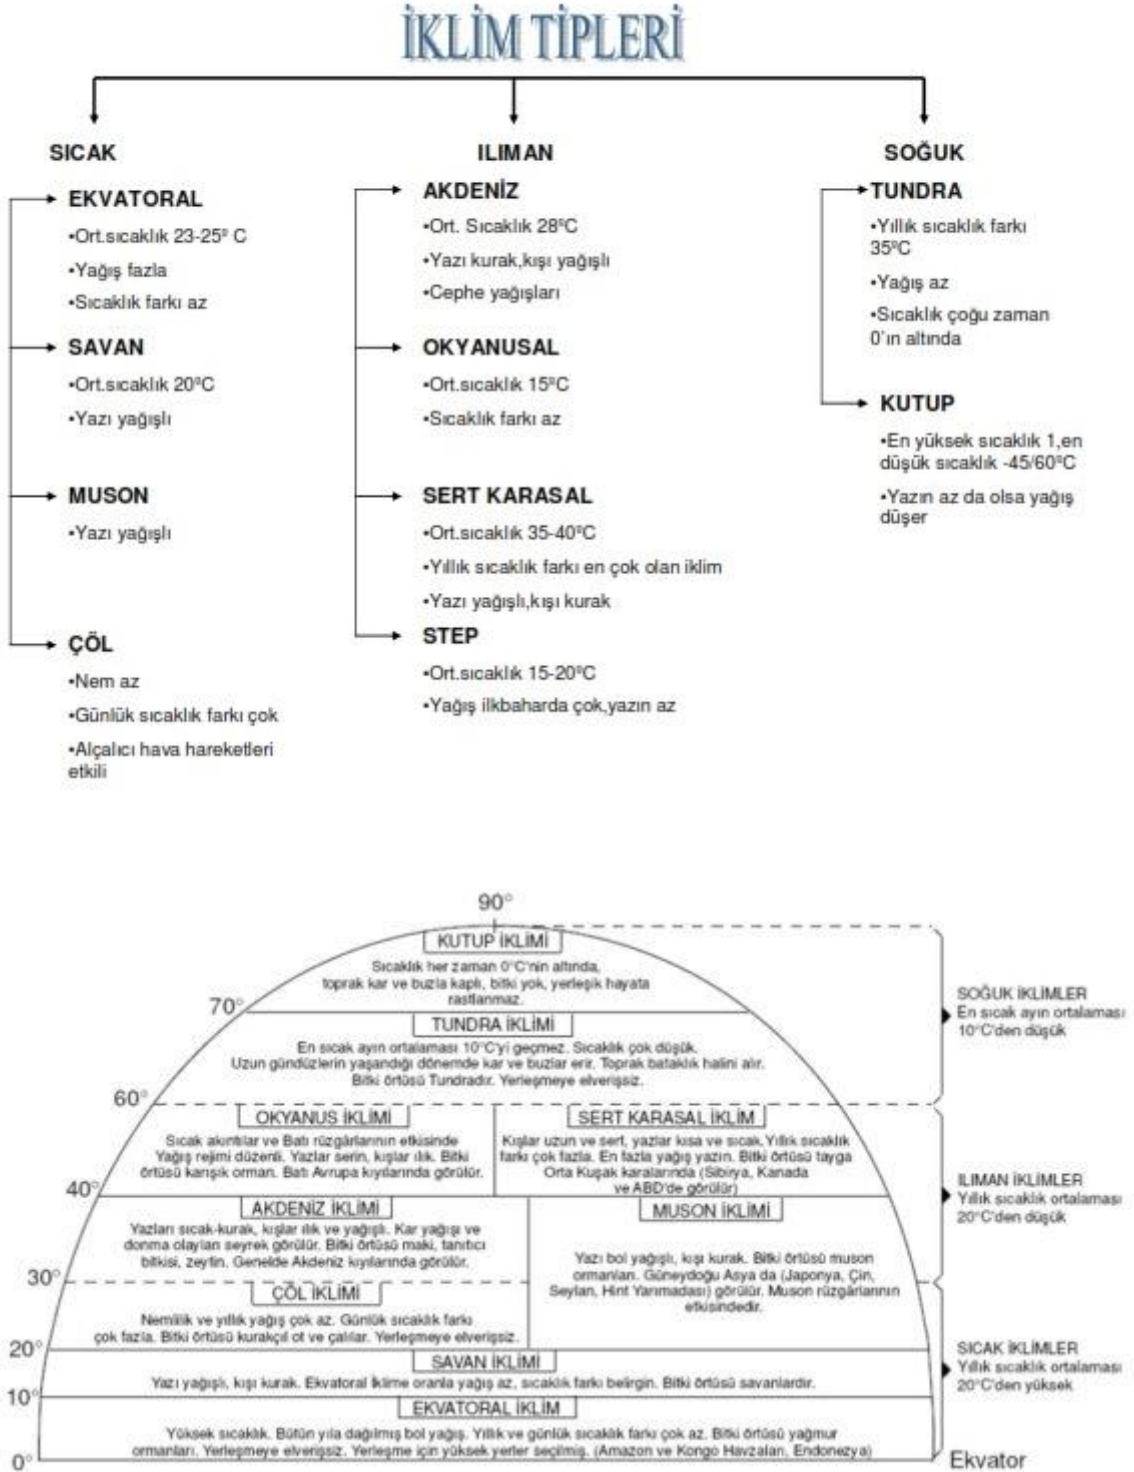 İKLİM TİPLERİ
SICAK
EKVATORAL
•Ort.sıcaklık 23-25º C
•Yağış fazla
•Sıcaklık farkı az
SAVAN
•Ort.sıcaklık 20ºC
•Yazı yağışlı
MUSON
•Yazı yağışlı
ÇÖL
•Nem az
•Günlük sıcaklık farkı çok
•Alçalıcı hava hareketleri
etkili
ILIMAN
AKDENİZ
•Ort. Sıcaklık 28ºC
•Yazı kurak,kışı yağışlı
•Cephe yağışları
OKYANUSAL
•Ort.sıcaklık 15ºC
•Sıcaklık farkı az
SERT KARASAL
•Ort.sıcaklık 35-40ºC
•Yıllık sıcaklık farkı en çok olan iklim
•Yazı yağışlı,kışı kurak
STEP
•Ort.sıcaklık 15-20ºC
•Yağış ilkbaharda çok,yazın az
SOĞUK
TUNDRA
•Yıllık sıcaklık farkı
35ºC
•Yağış az
•Sıcaklık çoğu zaman
0'ın altında
KUTUP
•En yüksek sıcaklık 1,en
düşük sıcaklık -45/60ºC
•Yazın az da olsa yağış
düşer
90°
KUTUP İKLİMİ
Sıcaklık her zaman 0°C'nin altında,
toprak kar ve buzla kaplı, bitki yok, yerleşik hayata
rastlanmaz.
70°
TUNDRA İKLİMİ
En sıcak ayın ortalaması 10°C'yi geçmez. Sıcaklık çok düşük.
Uzun gündüzlerin yaşandığı dönemde kar ve buzlar erir. Toprak bataklık halini alır.
Bitki örtüsü Tundradır. Yerleşmeye elverişsiz.
60°
OKYANUS İKLİMİ
Sıcak akıntılar ve Batı rüzgârlarının etkisinde
Yağış rejimi düzenli. Yazlar serin, kışlar ılık. Bitki
örtüsü karışık orman. Batı Avrupa kıyılarında görülür.
SERT KARASAL İKLİM
Kışlar uzun ve sert, yazlar kısa ve sıcak. Yıllık sıcaklık
farkı çok fazla. En fazla yağış yazın. Bitki örtüsü tayga
Orta Kuşak karalarında (Sibirya, Kanada
ve ABD'de görülür)
40°
AKDENİZ İKLİMİ
Yazları sıcak-kurak, kışlar ılık ve yağışlı. Kar yağışı ve
donma olayları seyrek görülür. Bitki örtüsü maki, tanıtıcı
bitkisi, zeytin. Genelde Akdeniz kıyılarında görülür.
MUSON İKLİMİ
Yazı bol yağışlı, kışı kurak. Bitki örtüsü muson
ormanları. Güneydoğu Asya da (Japonya, Çin,
Seylan, Hint Yarımadası) görülür. Muson rüzgârlarının
etkisindedir.
30°
ÇÖL İKLİMİ
Nemlilik ve yıllık yağış çok az. Günlük sıcaklık farkı
çok fazla. Bitki örtüsü kurakçıl ot ve çalılar. Yerleşmeye elverişsiz.
20°
SAVAN İKLİMİ
Yazı yağışlı, kışı kurak. Ekvatoral İklime oranla yağış az, sıcaklık farkı belirgin. Bitki örtüsü savanlardır.
10°
EKVATORAL İKLİM
Yüksek sıcaklık. Bütün yıla dağılmış bol yağış. Yıllık ve günlük sıcaklık farkı çok az. Bitki örtüsü yağmur
ormanları. Yerleşmeye elverişsiz. Yerleşme için yüksek yerler seçilmiş. (Amazon ve Kongo Havzaları, Endonezya)
0°
Ekvator
SOĞUK İKLİMLER
En sıcak ayın ortalaması
10°C'den düşük
ILIMAN İKLİMLER
Yıllık sıcaklık ortalaması
20°C'den düşük
SICAK İKLİMLER
Yıllık sıcaklık ortalaması
20°C'den yüksek